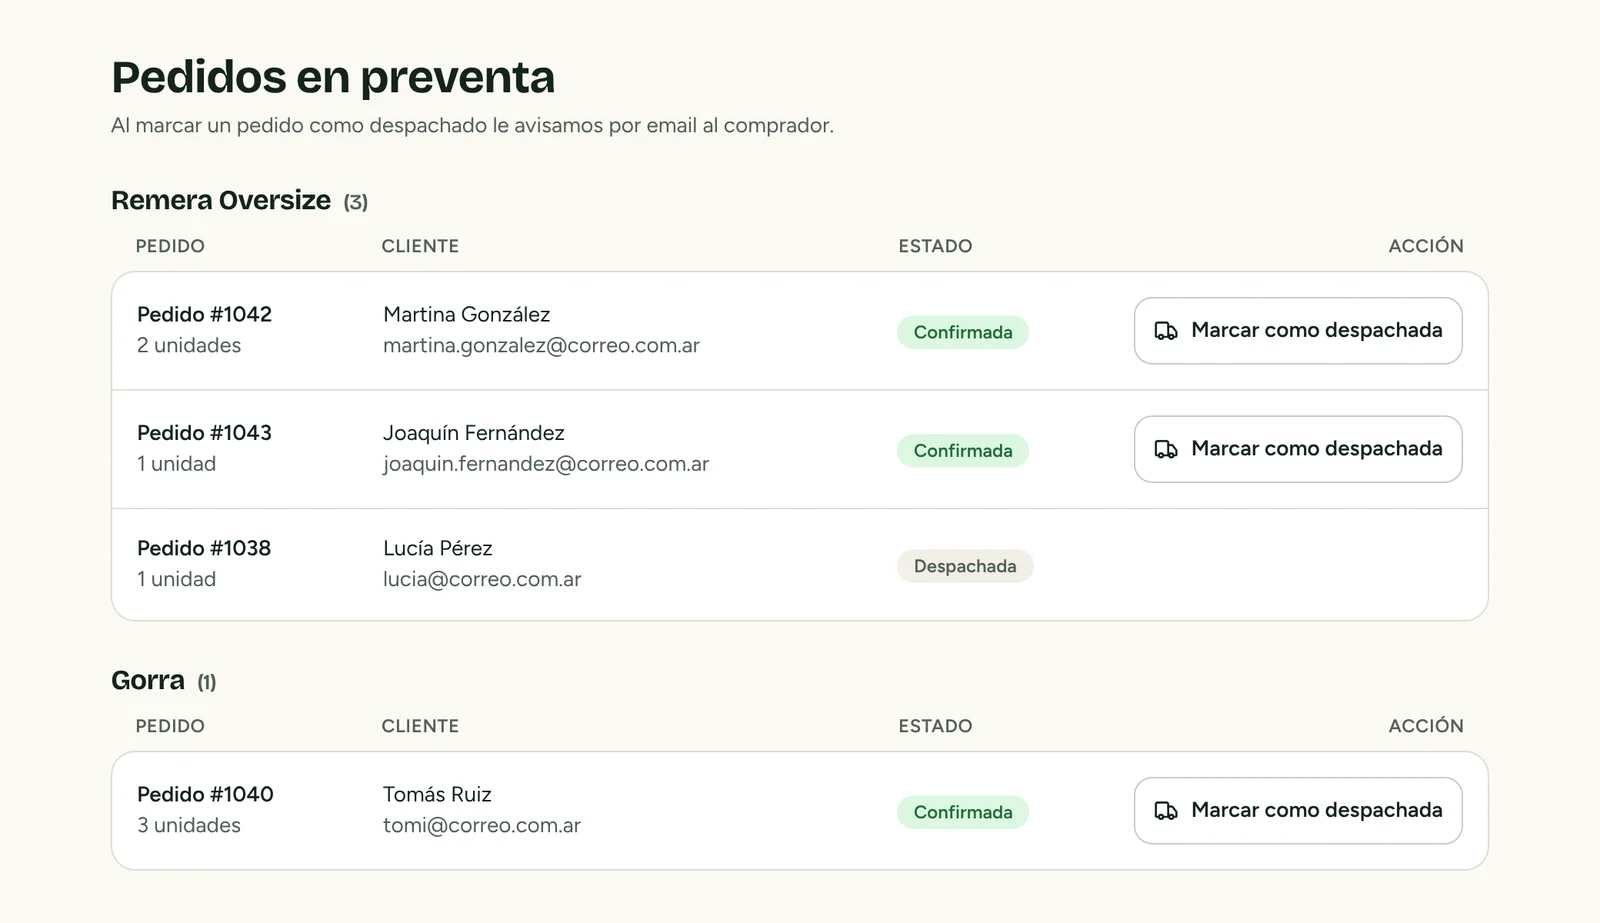 Pedidos en preventa
Al marcar un pedido como despachado le avisamos por email al comprador.
Remera Oversize (3)
PEDIDO CLIENTE ESTADO ACCIÓN
Pedido #1042 Martina González
2 unidades martina.gonzalez@correo.com.ar
Confirmada Marcar como despachada
Pedido #1043 Joaquín Fernández
1 unidad joaquin.fernandez@correo.com.ar
Confirmada Marcar como despachada
Pedido #1038 Lucía Pérez
1 unidad lucia@correo.com.ar
Despachada
Gorra (1)
PEDIDO CLIENTE ESTADO ACCIÓN
Pedido #1040 Tomás Ruiz
3 unidades tomi@correo.com.ar
Confirmada Marcar como despachada